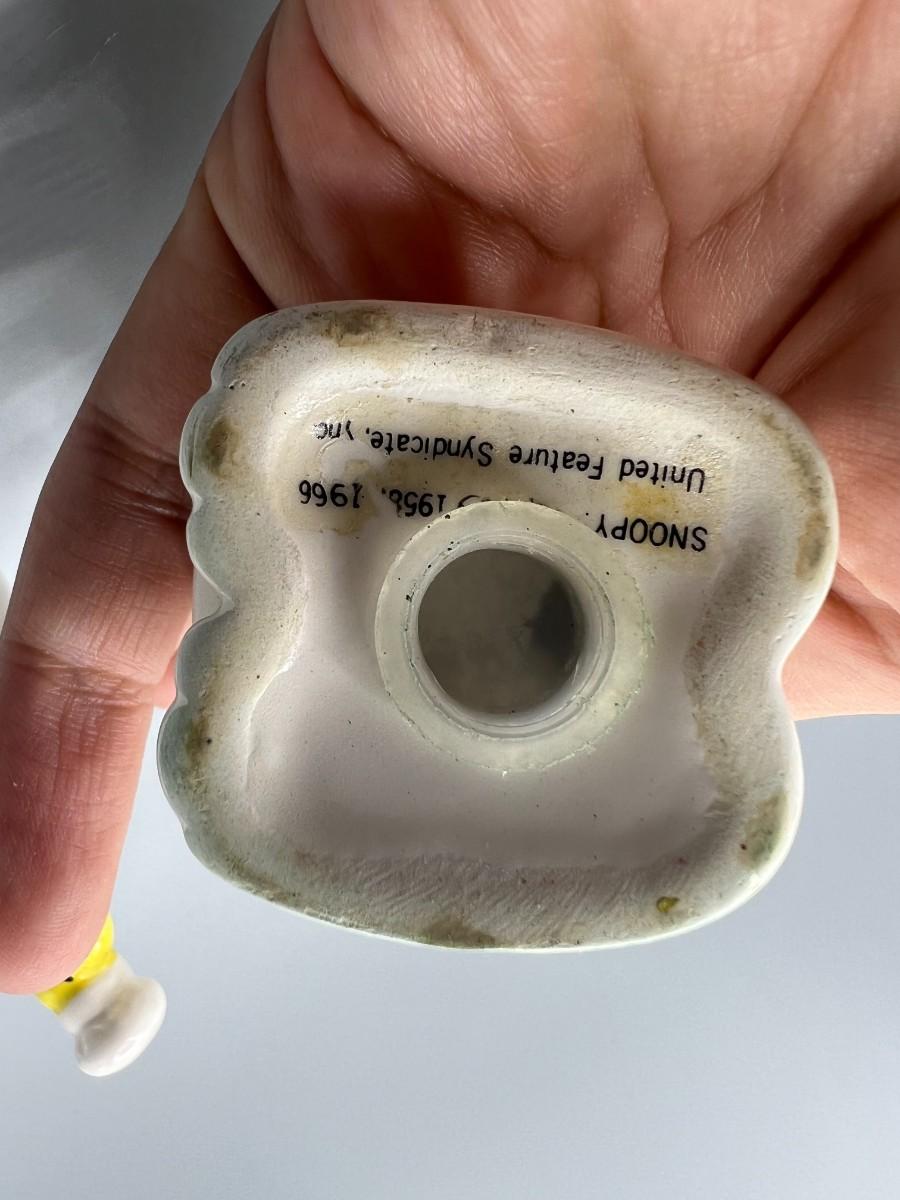 SNOOPY. 1958, 1966
United Feature Syndicate, Inc